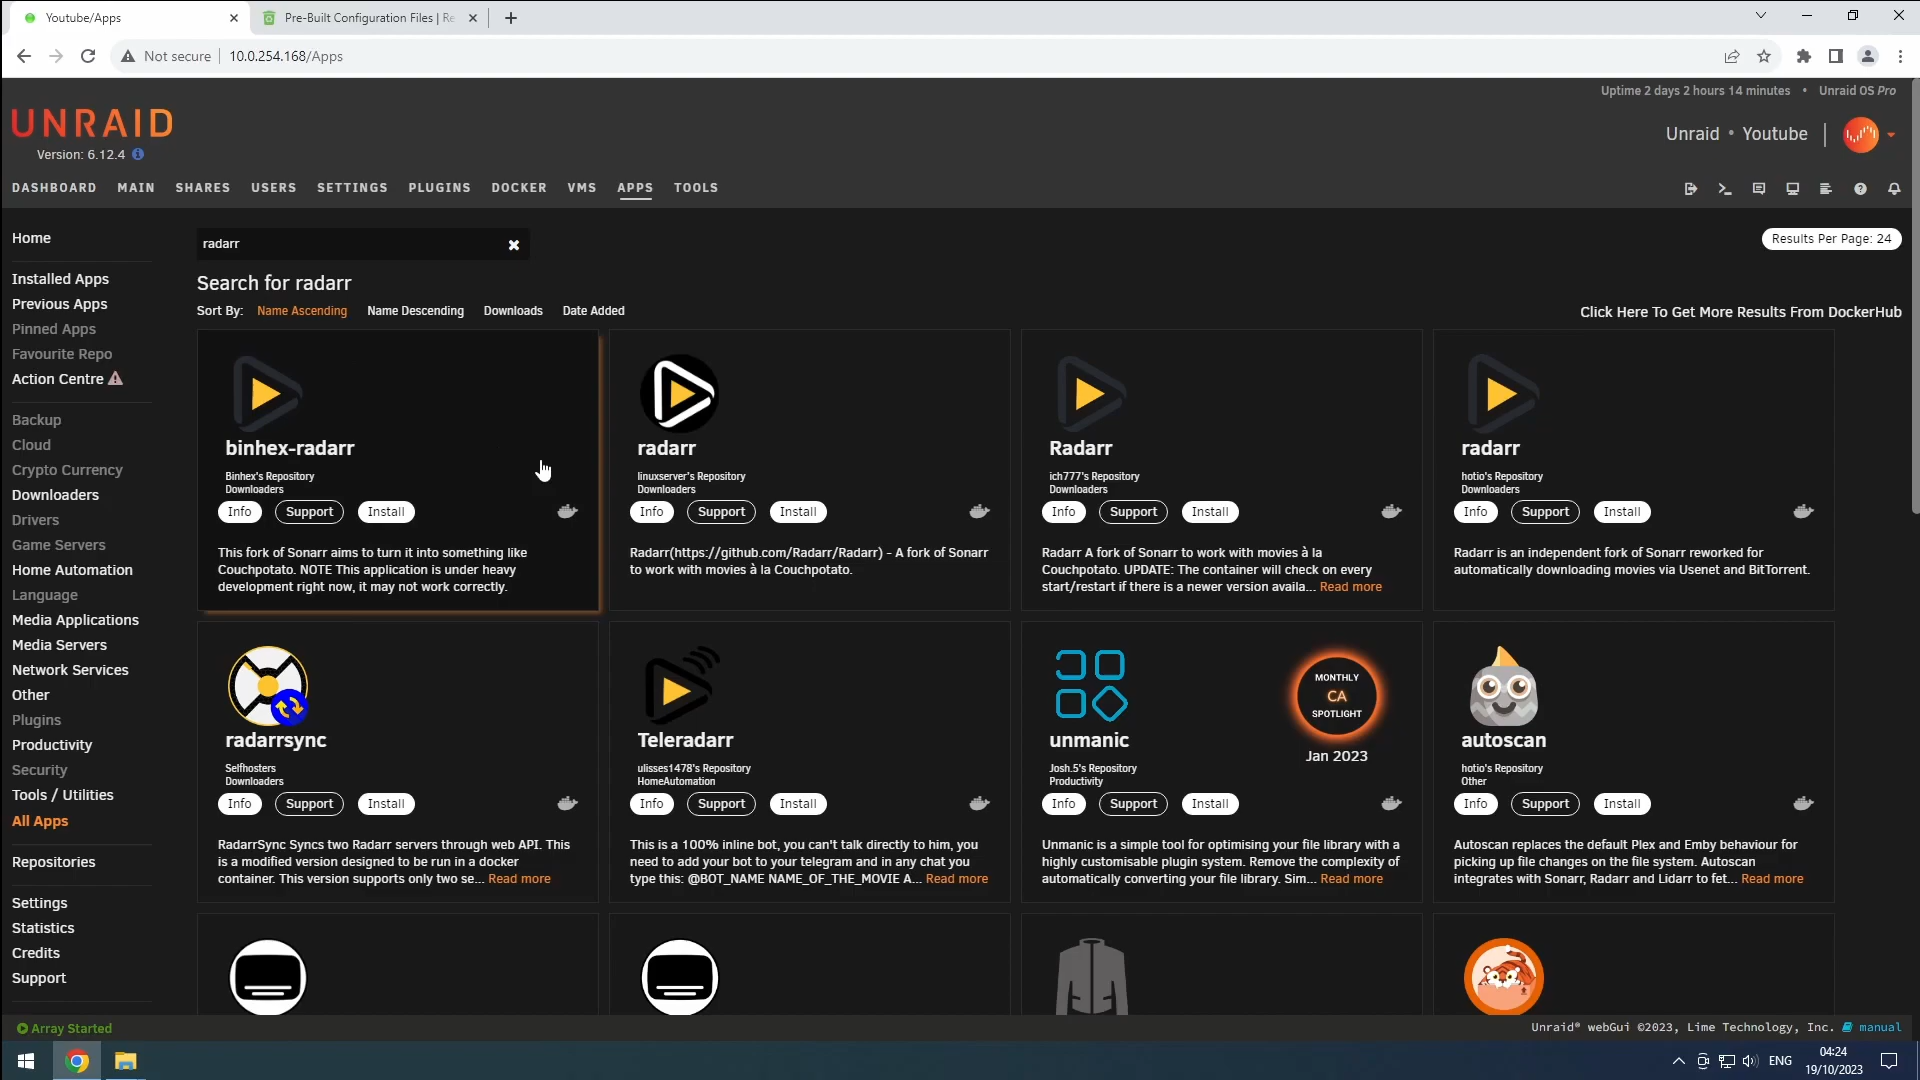 Youtube/Apps
Pre-Built Configuration Files | Re
Not secure
10.0.254.168/Apps
Uptime 2 days 2 hours 14 minutes • Unraid OS Pro
UNRAID
Version: 6.12.4
Unraid • Youtube
DASHBOARD MAIN SHARES USERS SETTINGS PLUGINS DOCKER VMS APPS TOOLS
Home
Installed Apps
Previous Apps
Pinned Apps
Favourite Repo
Action Centre
Backup
Cloud
Crypto Currency
Downloaders
Drivers
Game Servers
Home Automation
Language
Media Applications
Media Servers
Network Services
Other
Plugins
Productivity
Security
Tools / Utilities
All Apps
Repositories
Settings
Statistics
Credits
Support
radarr
Results Per Page: 24
Search for radarr
Sort By: Name Ascending Name Descending Downloads Date Added
Click Here To Get More Results From DockerHub
binhex-radarr
Binhex's Repository
Downloaders
Info Support Install
This fork of Sonarr aims to turn it into something like
Couchpotato. NOTE This application is under heavy
development right now, it may not work correctly.
radarr
linuxserver's Repository
Downloaders
Info Support Install
Radarr(https://github.com/Radarr/Radarr) - A fork of Sonarr
to work with movies à la Couchpotato.
Radarr
ich777's Repository
Downloaders
Info Support Install
Radarr A fork of Sonarr to work with movies à la
Couchpotato. UPDATE: The container will check on every
start/restart if there is a newer version availa... Read more
radarr
hotio's Repository
Downloaders
Info Support Install
Radarr is an independent fork of Sonarr reworked for
automatically downloading movies via Usenet and BitTorrent.
radarrsync
Selfhosters
Downloaders
Info Support Install
RadarrSync Syncs two Radarr servers through web API. This
is a modified version designed to be run in a docker
container. This version supports only two se... Read more
Teleradarr
ulisses1478's Repository
HomeAutomation
Info Support Install
This is a 100% inline bot, you can't talk directly to him, you
need to add your bot to your telegram and in any chat you
type this: @BOT_NAME NAME_OF_THE_MOVIE A... Read more
MONTHLY
CA
SPOTLIGHT
Jan 2023
unmanic
Josh.5's Repository
Productivity
Info Support Install
Unmanic is a simple tool for optimising your file library with a
highly customisable plugin system. Remove the complexity of
automatically converting your file library. Sim... Read more
autoscan
hotio's Repository
Other
Info Support Install
Autoscan replaces the default Plex and Emby behaviour for
picking up file changes on the file system. Autoscan
integrates with Sonarr, Radarr and Lidarr to fet... Read more
Array Started
Unraid® webGui ©2023, Lime Technology, Inc. manual
ENG
04:24
19/10/2023